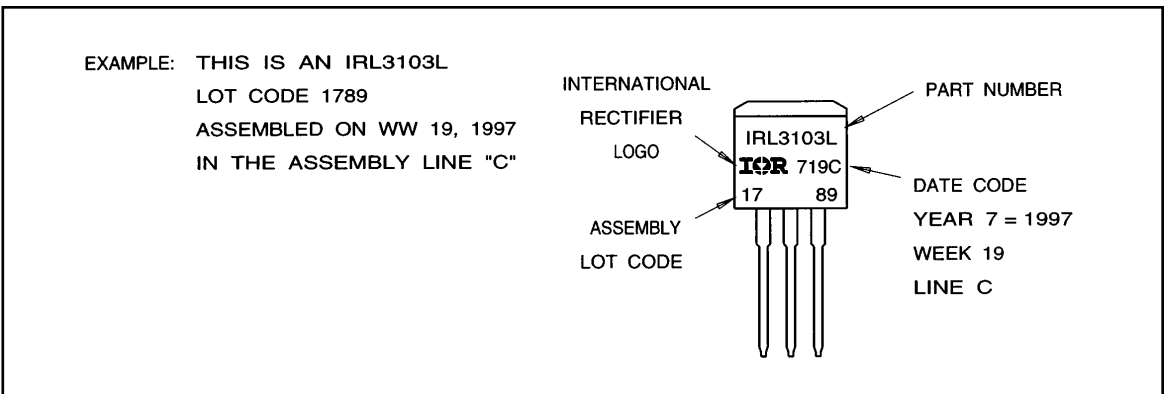 EXAMPLE: THIS IS AN IRL3103L
LOT CODE 1789
ASSEMBLED ON WW 19, 1997
IN THE ASSEMBLY LINE "C"
INTERNATIONAL
RECTIFIER
LOGO
ASSEMBLY
LOT CODE
IRL3103L
IOR 719C
17 89
PART NUMBER
DATE CODE
YEAR 7 = 1997
WEEK 19
LINE C